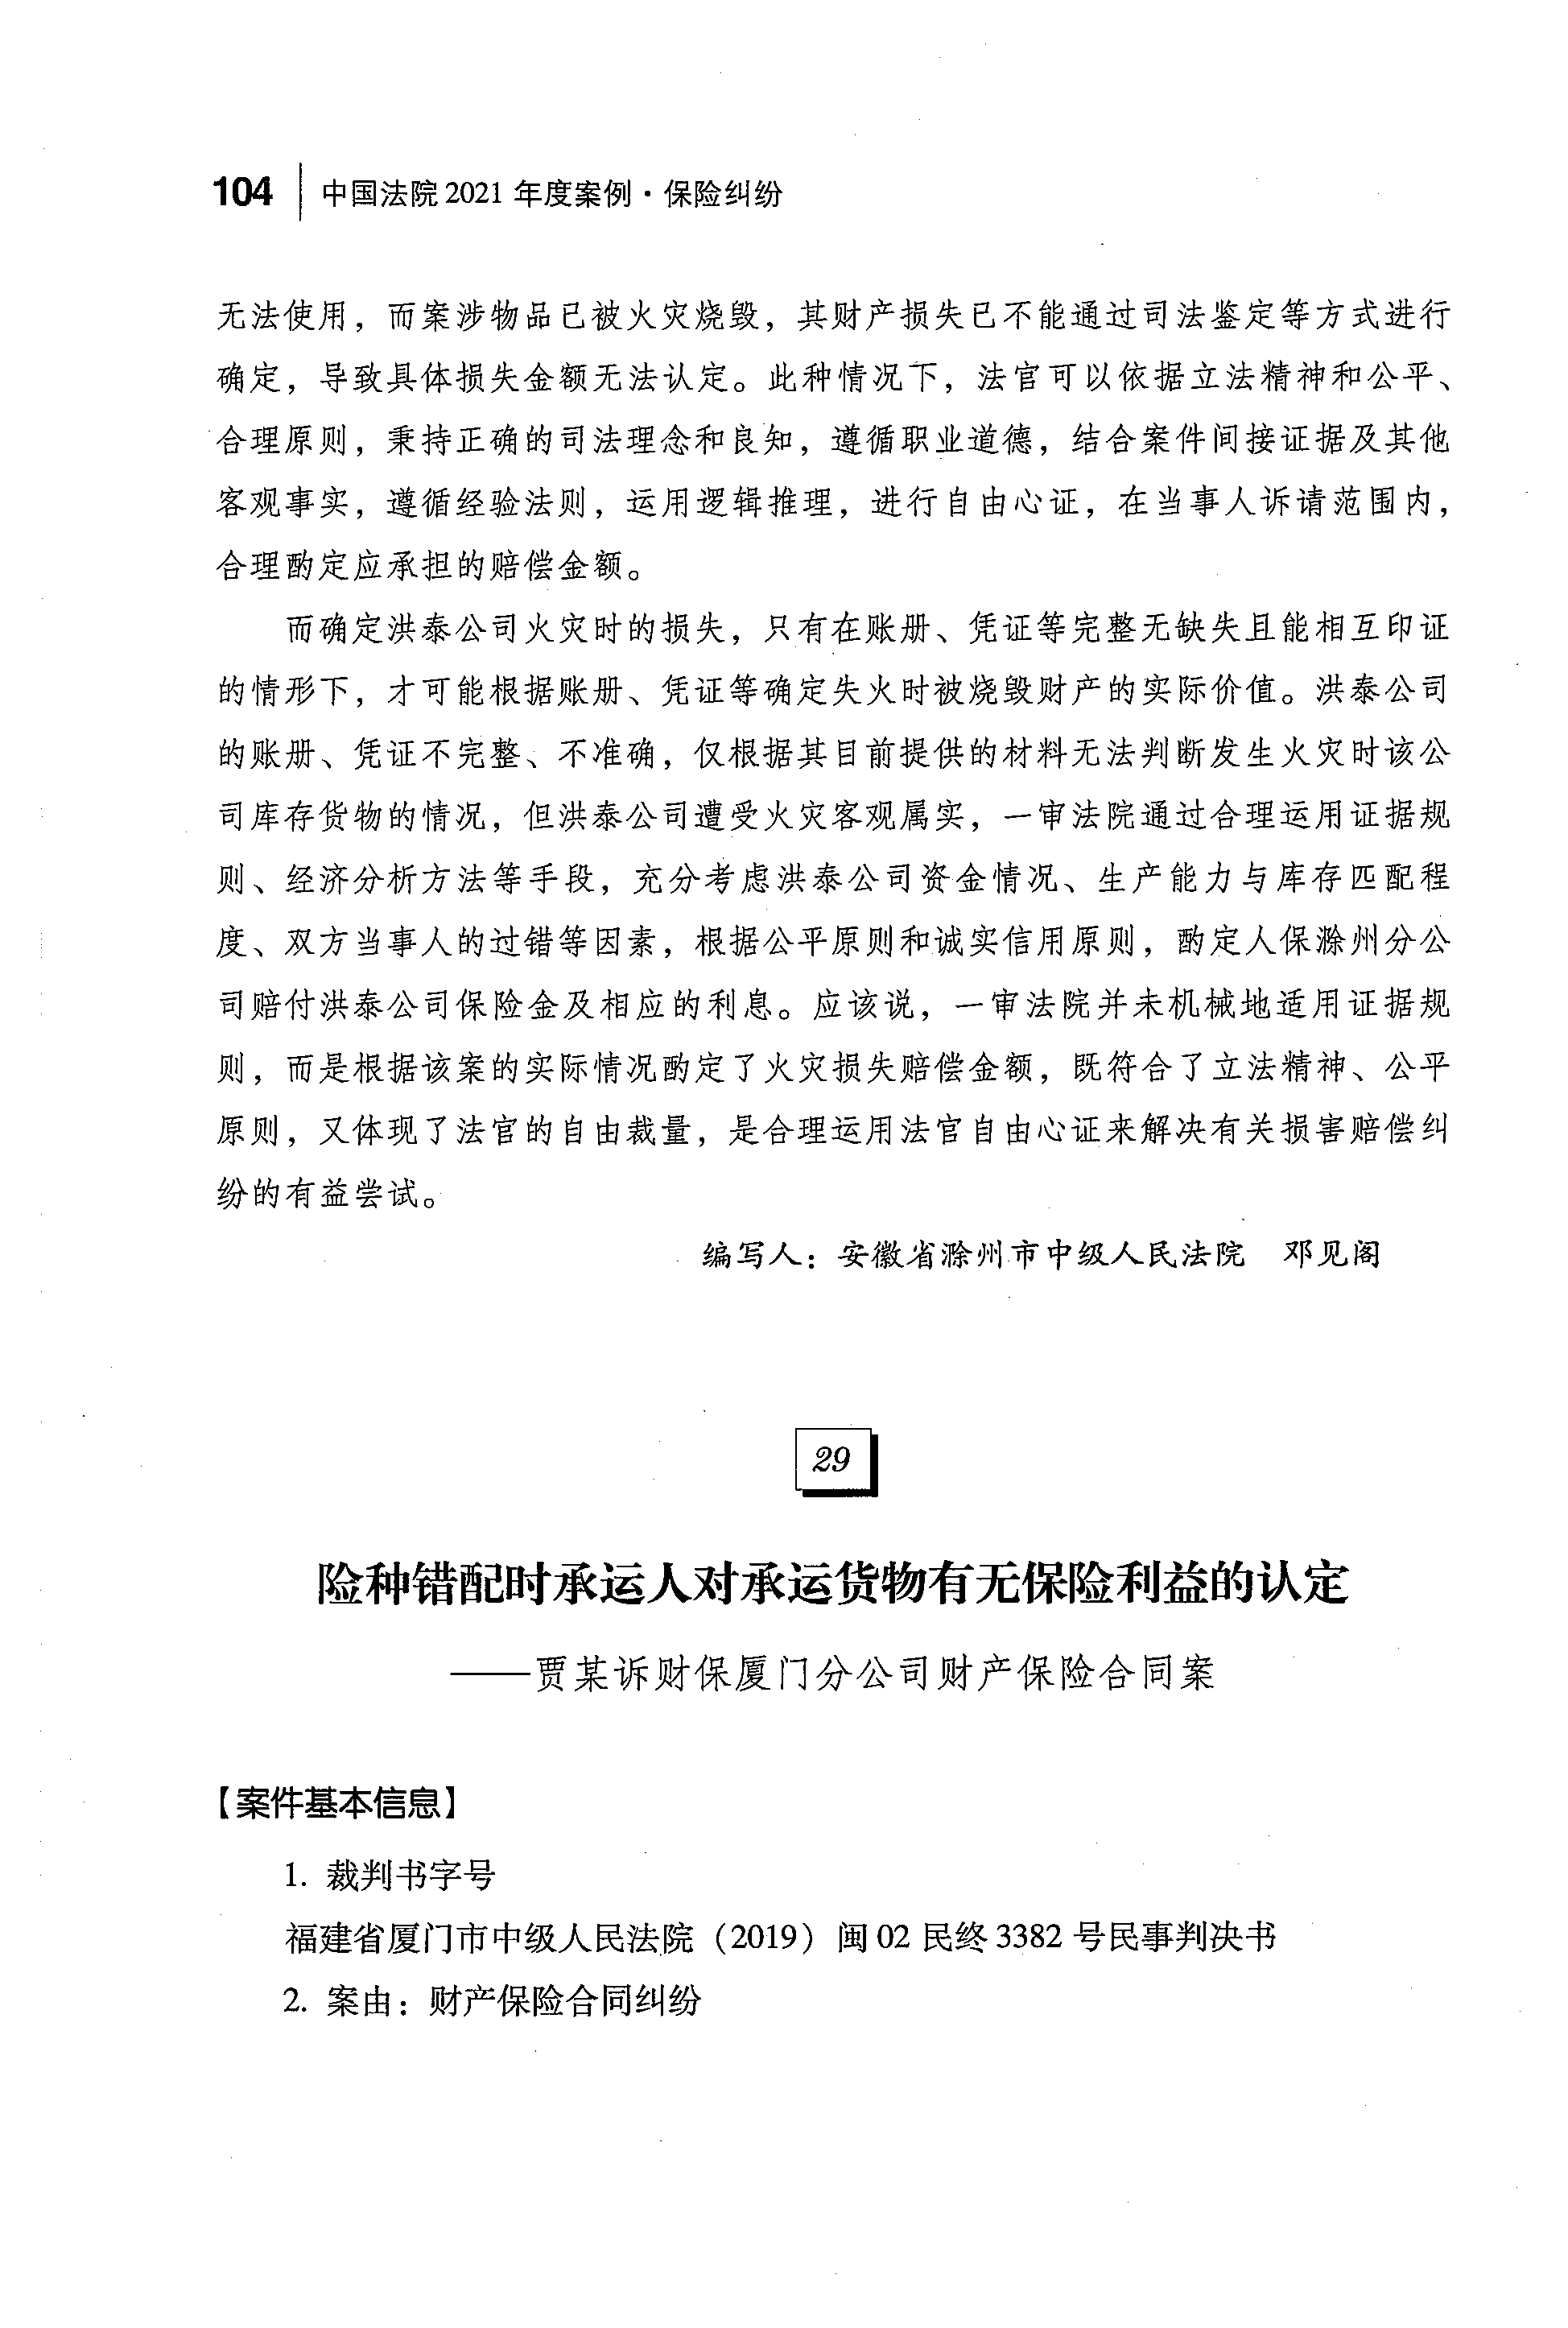 104 中国法院2021年度案例·保险纠纷
无法使用，而案涉物品已被火灾烧毁，其财产损失已不能通过司法鉴定等方式进行
确定，导致具体损失金额无法认定。此种情况下，法官可以依据立法精神和公平、
合理原则，秉持正确的司法理念和良知，遵循职业道德，结合案件间接证据及其他
客观事实，遵循经验法则，运用逻辑推理，进行自由心证，在当事人诉请范围内，
合理酌定应承担的赔偿金额。
而确定洪泰公司火灾时的损失，只有在账册、凭证等完整无缺失且能相互印证
的情形下，才可能根据账册、凭证等确定失火时被烧毁财产的实际价值。洪泰公司
的账册、凭证不完整、不准确，仅根据其目前提供的材料无法判断发生火灾时该公
司库存货物的情况，但洪泰公司遭受火灾客观属实，一审法院通过合理运用证据规
则、经济分析方法等手段，充分考虑洪泰公司资金情况、生产能力与库存匹配程
度、双方当事人的过错等因素，根据公平原则和诚实信用原则，酌定人保滁州分公
司赔付洪泰公司保险金及相应的利息。应该说，一审法院并未机械地适用证据规
则，而是根据该案的实际情况酌定了火灾损失赔偿金额，既符合了立法精神、公平
原则，又体现了法官的自由裁量，是合理运用法官自由心证来解决有关损害赔偿纠
纷的有益尝试。
编写人：安徽省滁州市中级人民法院 邓见阁
29
险种错配时承运人对承运货物有无保险利益的认定
——贾某诉财保厦门分公司财产保险合同案
【案件基本信息】
1. 裁判书字号
福建省厦门市中级人民法院（2019）闽02民终3382号民事判决书
2. 案由：财产保险合同纠纷